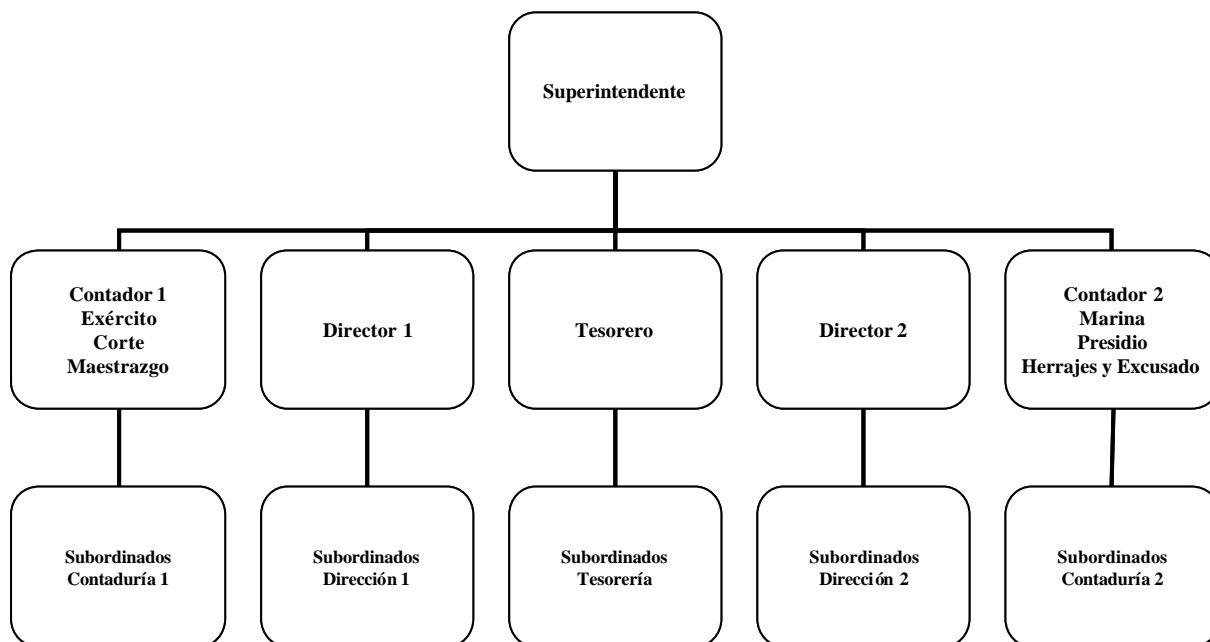 Superintendente
Contador 1
Exército
Corte
Maestrazgo
Director 1
Tesorero
Director 2
Contador 2
Marina
Presidio
Herrajes y Excusado
Subordinados
Contaduría 1
Subordinados
Dirección 1
Subordinados
Tesorería
Subordinados
Dirección 2
Subordinados
Contaduría 2